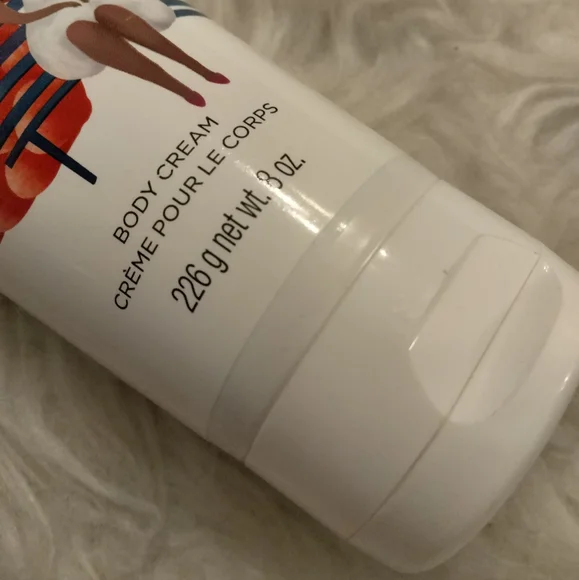 BODY CREAM
CRÈME POUR LE CORPS
226 g net wt. 8 oz.